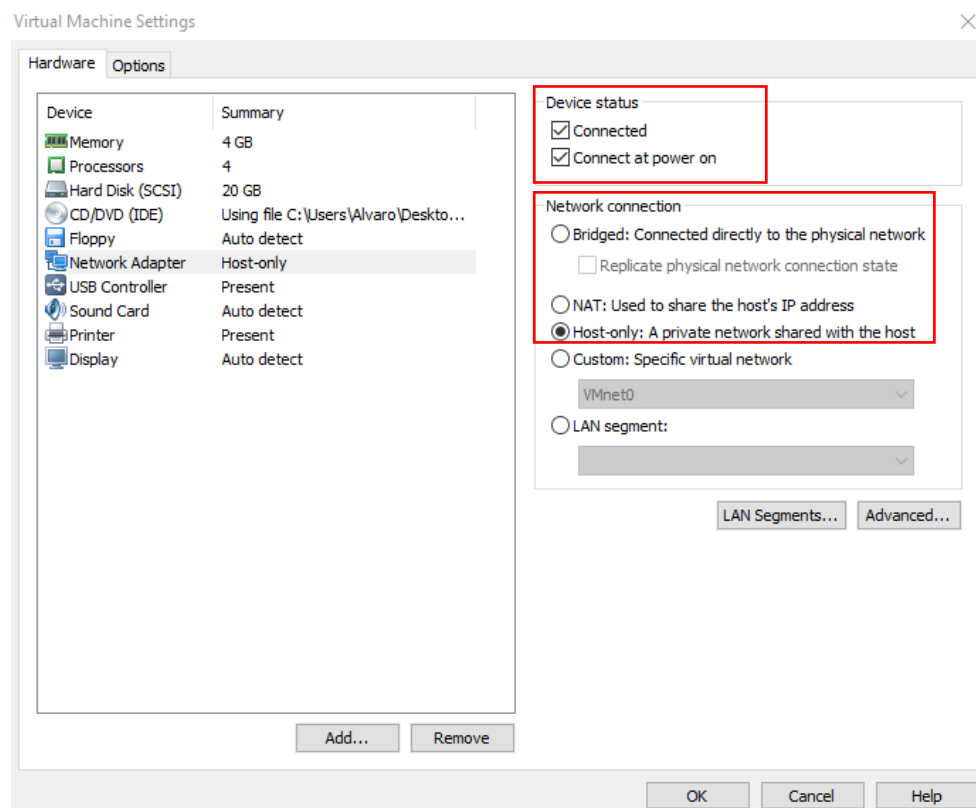 Virtual Machine Settings
Hardware Options
Device Summary
Memory 4 GB
Processors 4
Hard Disk (SCSI) 20 GB
CD/DVD (IDE) Using file C:\Users\Alvaro\Deskto...
Floppy Auto detect
Network Adapter Host-only
USB Controller Present
Sound Card Auto detect
Printer Present
Display Auto detect
Add... Remove
Device status
Connected
Connect at power on
Network connection
Bridged: Connected directly to the physical network
Replicate physical network connection state
NAT: Used to share the host's IP address
Host-only: A private network shared with the host
Custom: Specific virtual network
VMnet0
LAN segment:
LAN Segments... Advanced...
OK Cancel Help